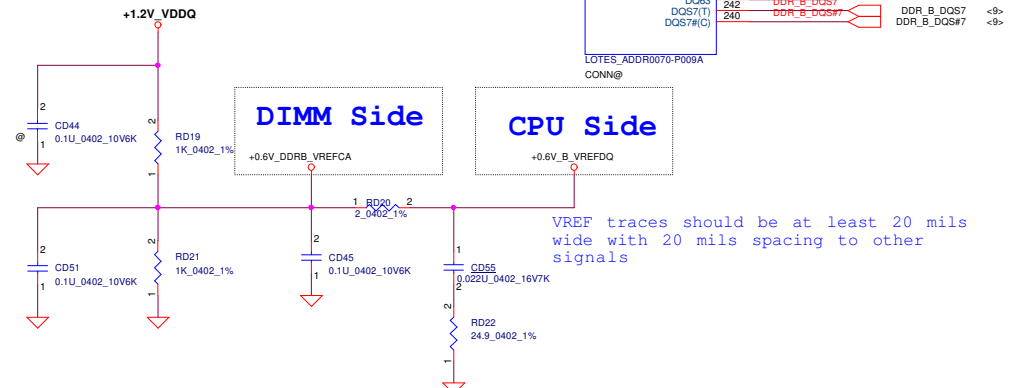 +1.2V_VDDQ
DQ63
DQS7(T)
DQS7#(C)
242
240
DDR_B_DQS7
DDR_B_DQS#7
DDR_B_DQS7 <9>
DDR_B_DQS#7 <9>
LOTES_ADDR0070-P009A
CONN@
2
CD44
0.1U_0402_10V6K
@
1
2
RD19
1K_0402_1%
1
DIMM Side
+0.6V_DDRB_VREFCA
CPU Side
+0.6V_B_VREFDQ
1 RD20 2
2_0402_1%
VREF traces should be at least 20 mils
wide with 20 mils spacing to other
signals
2
CD51
0.1U_0402_10V6K
1
2
RD21
1K_0402_1%
1
2
CD45
0.1U_0402_10V6K
1
1
CD55
0.022U_0402_16V7K
2
2
RD22
24.9_0402_1%
1